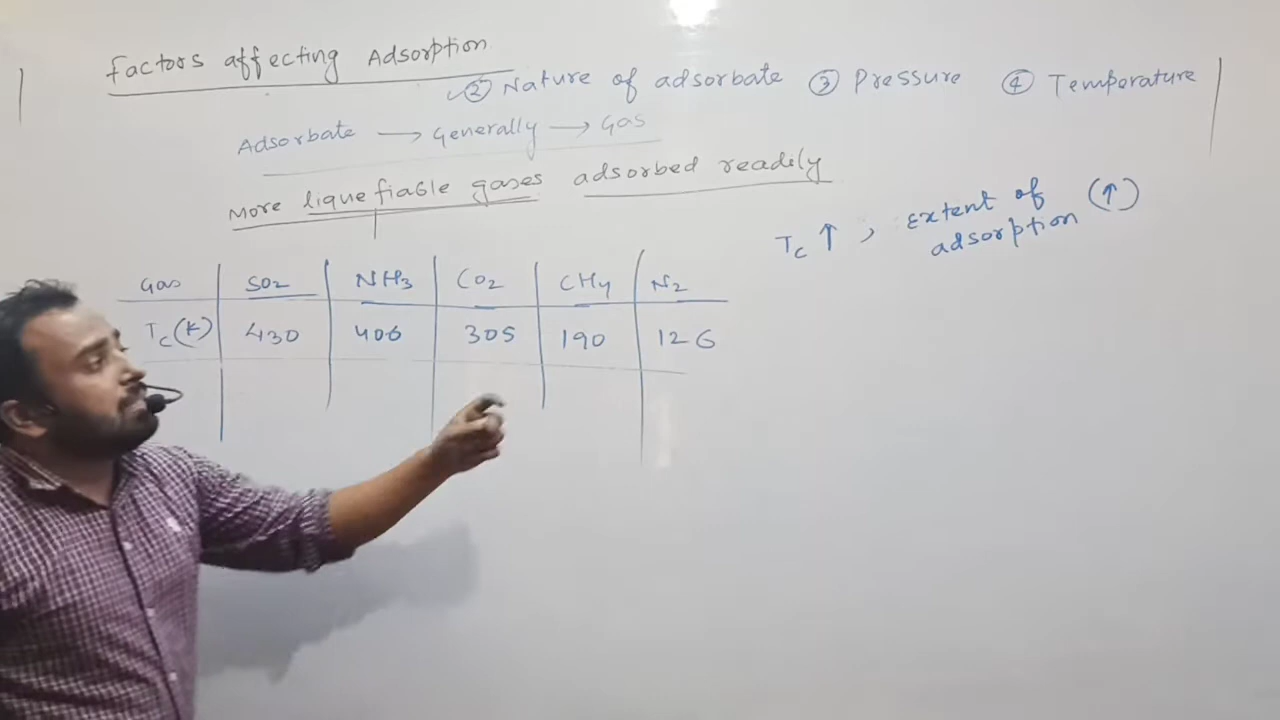 Factors affecting Adsorption
② Nature of adsorbate ③ Pressure ④ Temperature
Adsorbate → Generally → Gas
More liquefiable gases adsorbed readily
Tc ↑, Extent of adsorption (↑)
Gas SO2 NH3 CO2 CH4 N2
Tc(K) 430 406 305 190 126